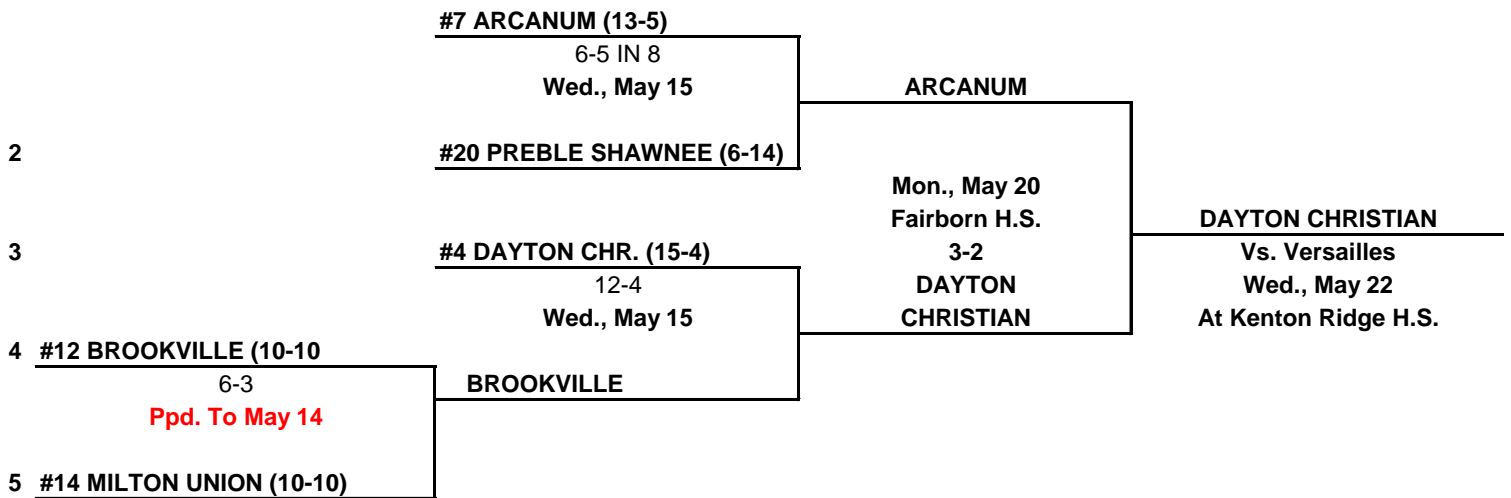 #7 ARCANUM (13-5)
6-5 IN 8
Wed., May 15
ARCANUM
2 #20 PREBLE SHAWNEE (6-14)
Mon., May 20
Fairborn H.S.
DAYTON CHRISTIAN
3 #4 DAYTON CHR. (15-4)
3-2
Vs. Versailles
12-4
DAYTON
Wed., May 22
Wed., May 15
CHRISTIAN
At Kenton Ridge H.S.
4 #12 BROOKVILLE (10-10
6-3
BROOKVILLE
Ppd. To May 14
5 #14 MILTON UNION (10-10)